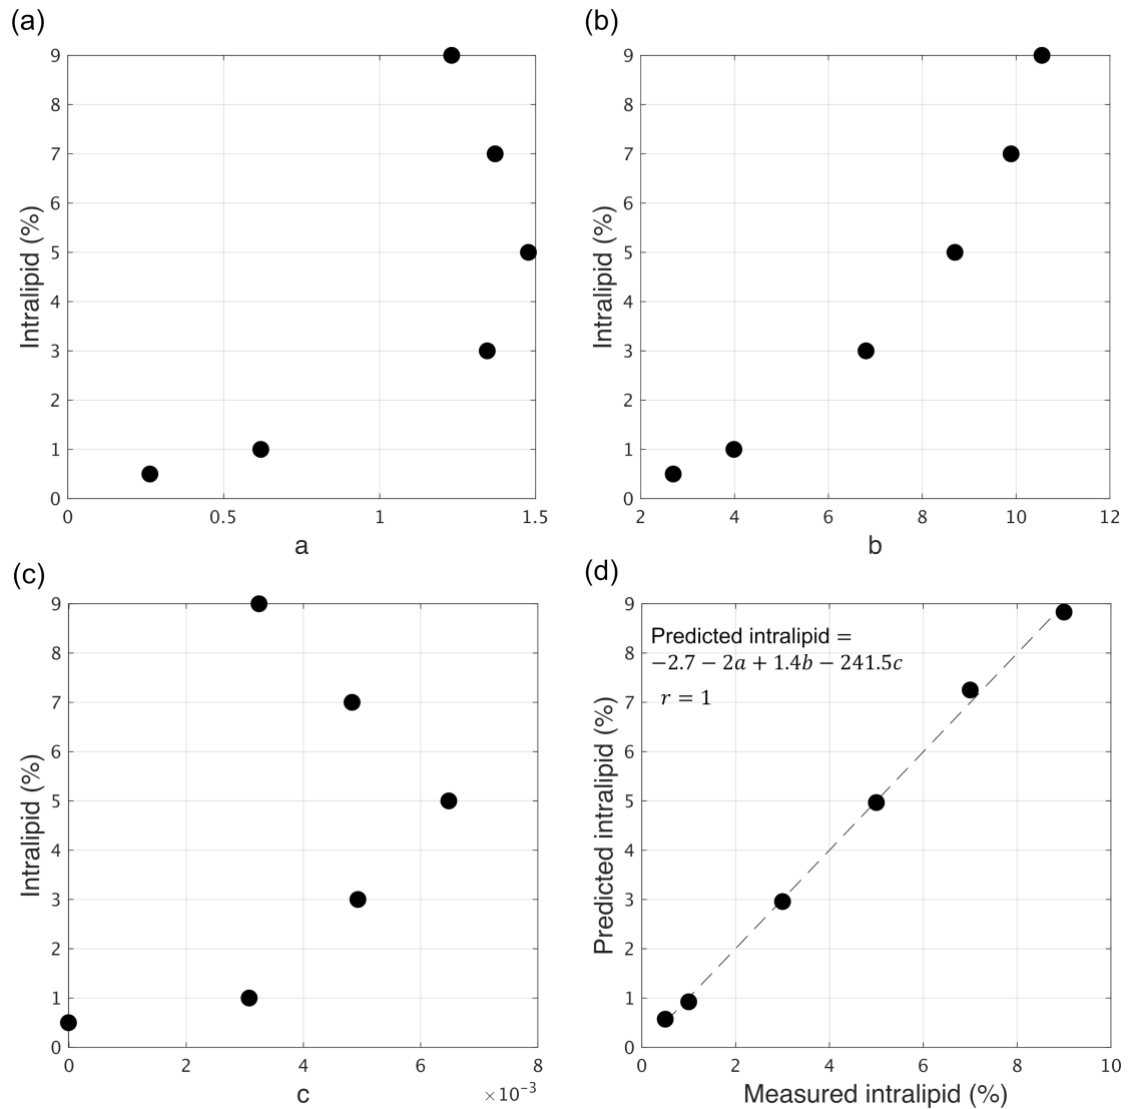 (a)
9
8
7
6
5
4
3
2
1
0
Intralipid (%)
0 0.5 1 1.5
a
(b)
9
8
7
6
5
4
3
2
1
0
Intralipid (%)
2 4 6 8 10 12
b
(c)
9
8
7
6
5
4
3
2
1
0
Intralipid (%)
0 2 4 6 8
c ×10⁻³
(d)
9
8
7
6
5
4
3
2
1
0
Predicted intralipid (%)
Predicted intralipid =
−2.7 − 2a + 1.4b − 241.5c
r = 1
0 2 4 6 8 10
Measured intralipid (%)